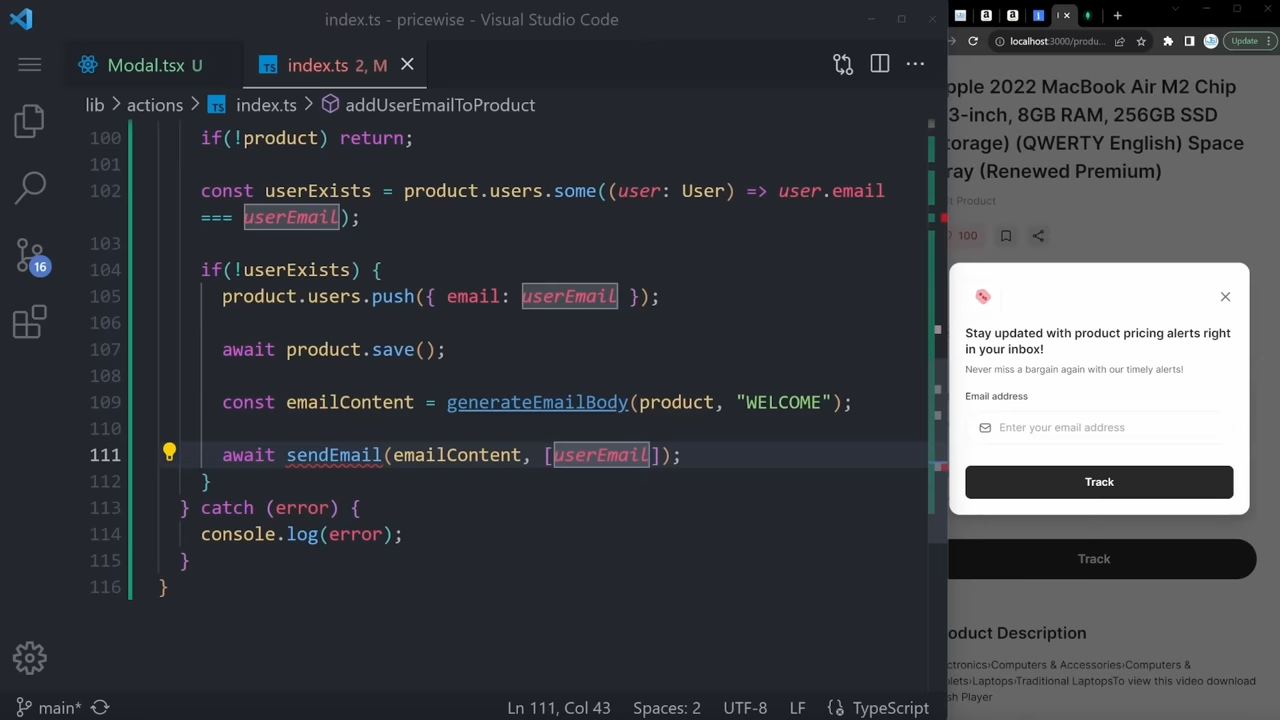 index.ts - pricewise - Visual Studio Code
Modal.tsx U
TS index.ts 2, M
lib > actions > TS index.ts > addUserEmailToProduct
100 if(!product) return;
101
102 const userExists = product.users.some((user: User) => user.email
=== userEmail);
103
104 if(!userExists) {
105 product.users.push({ email: userEmail });
106
107 await product.save();
108
109 const emailContent = generateEmailBody(product, "WELCOME");
110
111 await sendEmail(emailContent, [userEmail]);
112 }
113 } catch (error) {
114 console.log(error);
115 }
116 }
16
main*
Ln 111, Col 43
Spaces: 2
UTF-8
LF
TypeScript
localhost:3000/produ...
Update
pple 2022 MacBook Air M2 Chip
3-inch, 8GB RAM, 256GB SSD
torage) (QWERTY English) Space
ray (Renewed Premium)
it Product
100
Stay updated with product pricing alerts right
in your inbox!
Never miss a bargain again with our timely alerts!
Email address
Enter your email address
Track
Track
oduct Description
ctronics›Computers & Accessories›Computers &
blets›Laptops›Traditional LaptopsTo view this video download
sh Player